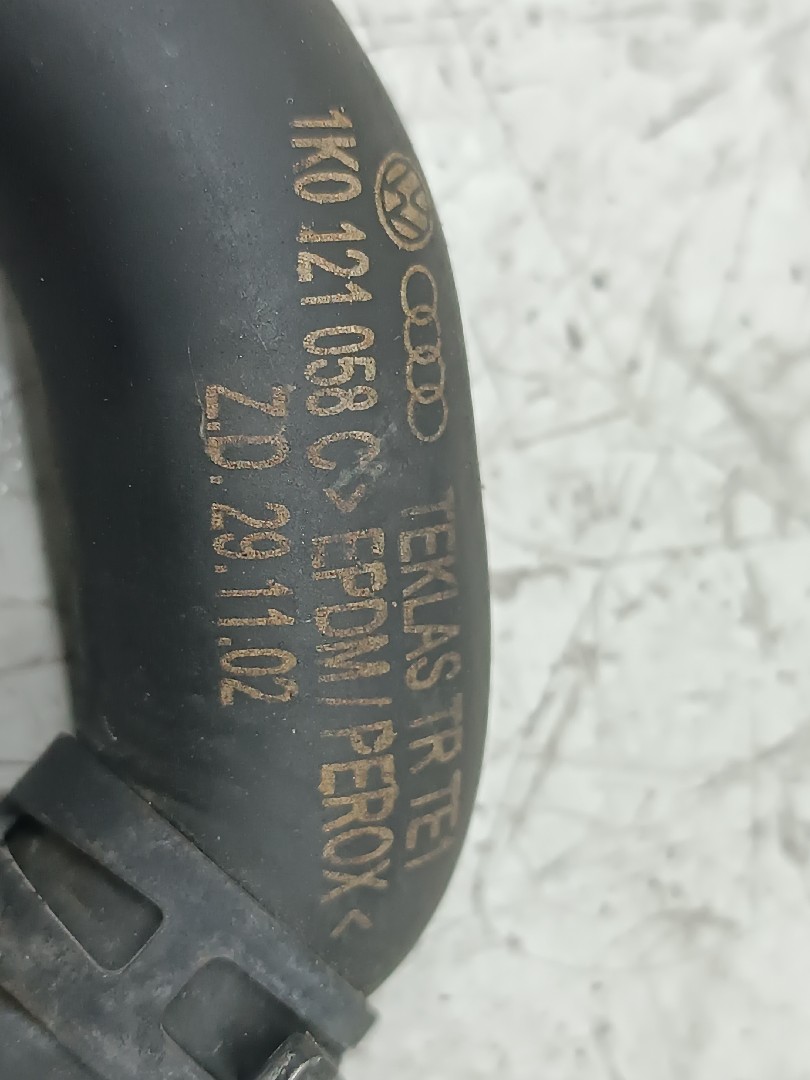 TEKLAS TR TE1
1K0 121 058 C >EPDM/PEROX<
Z.D. 29.11.02